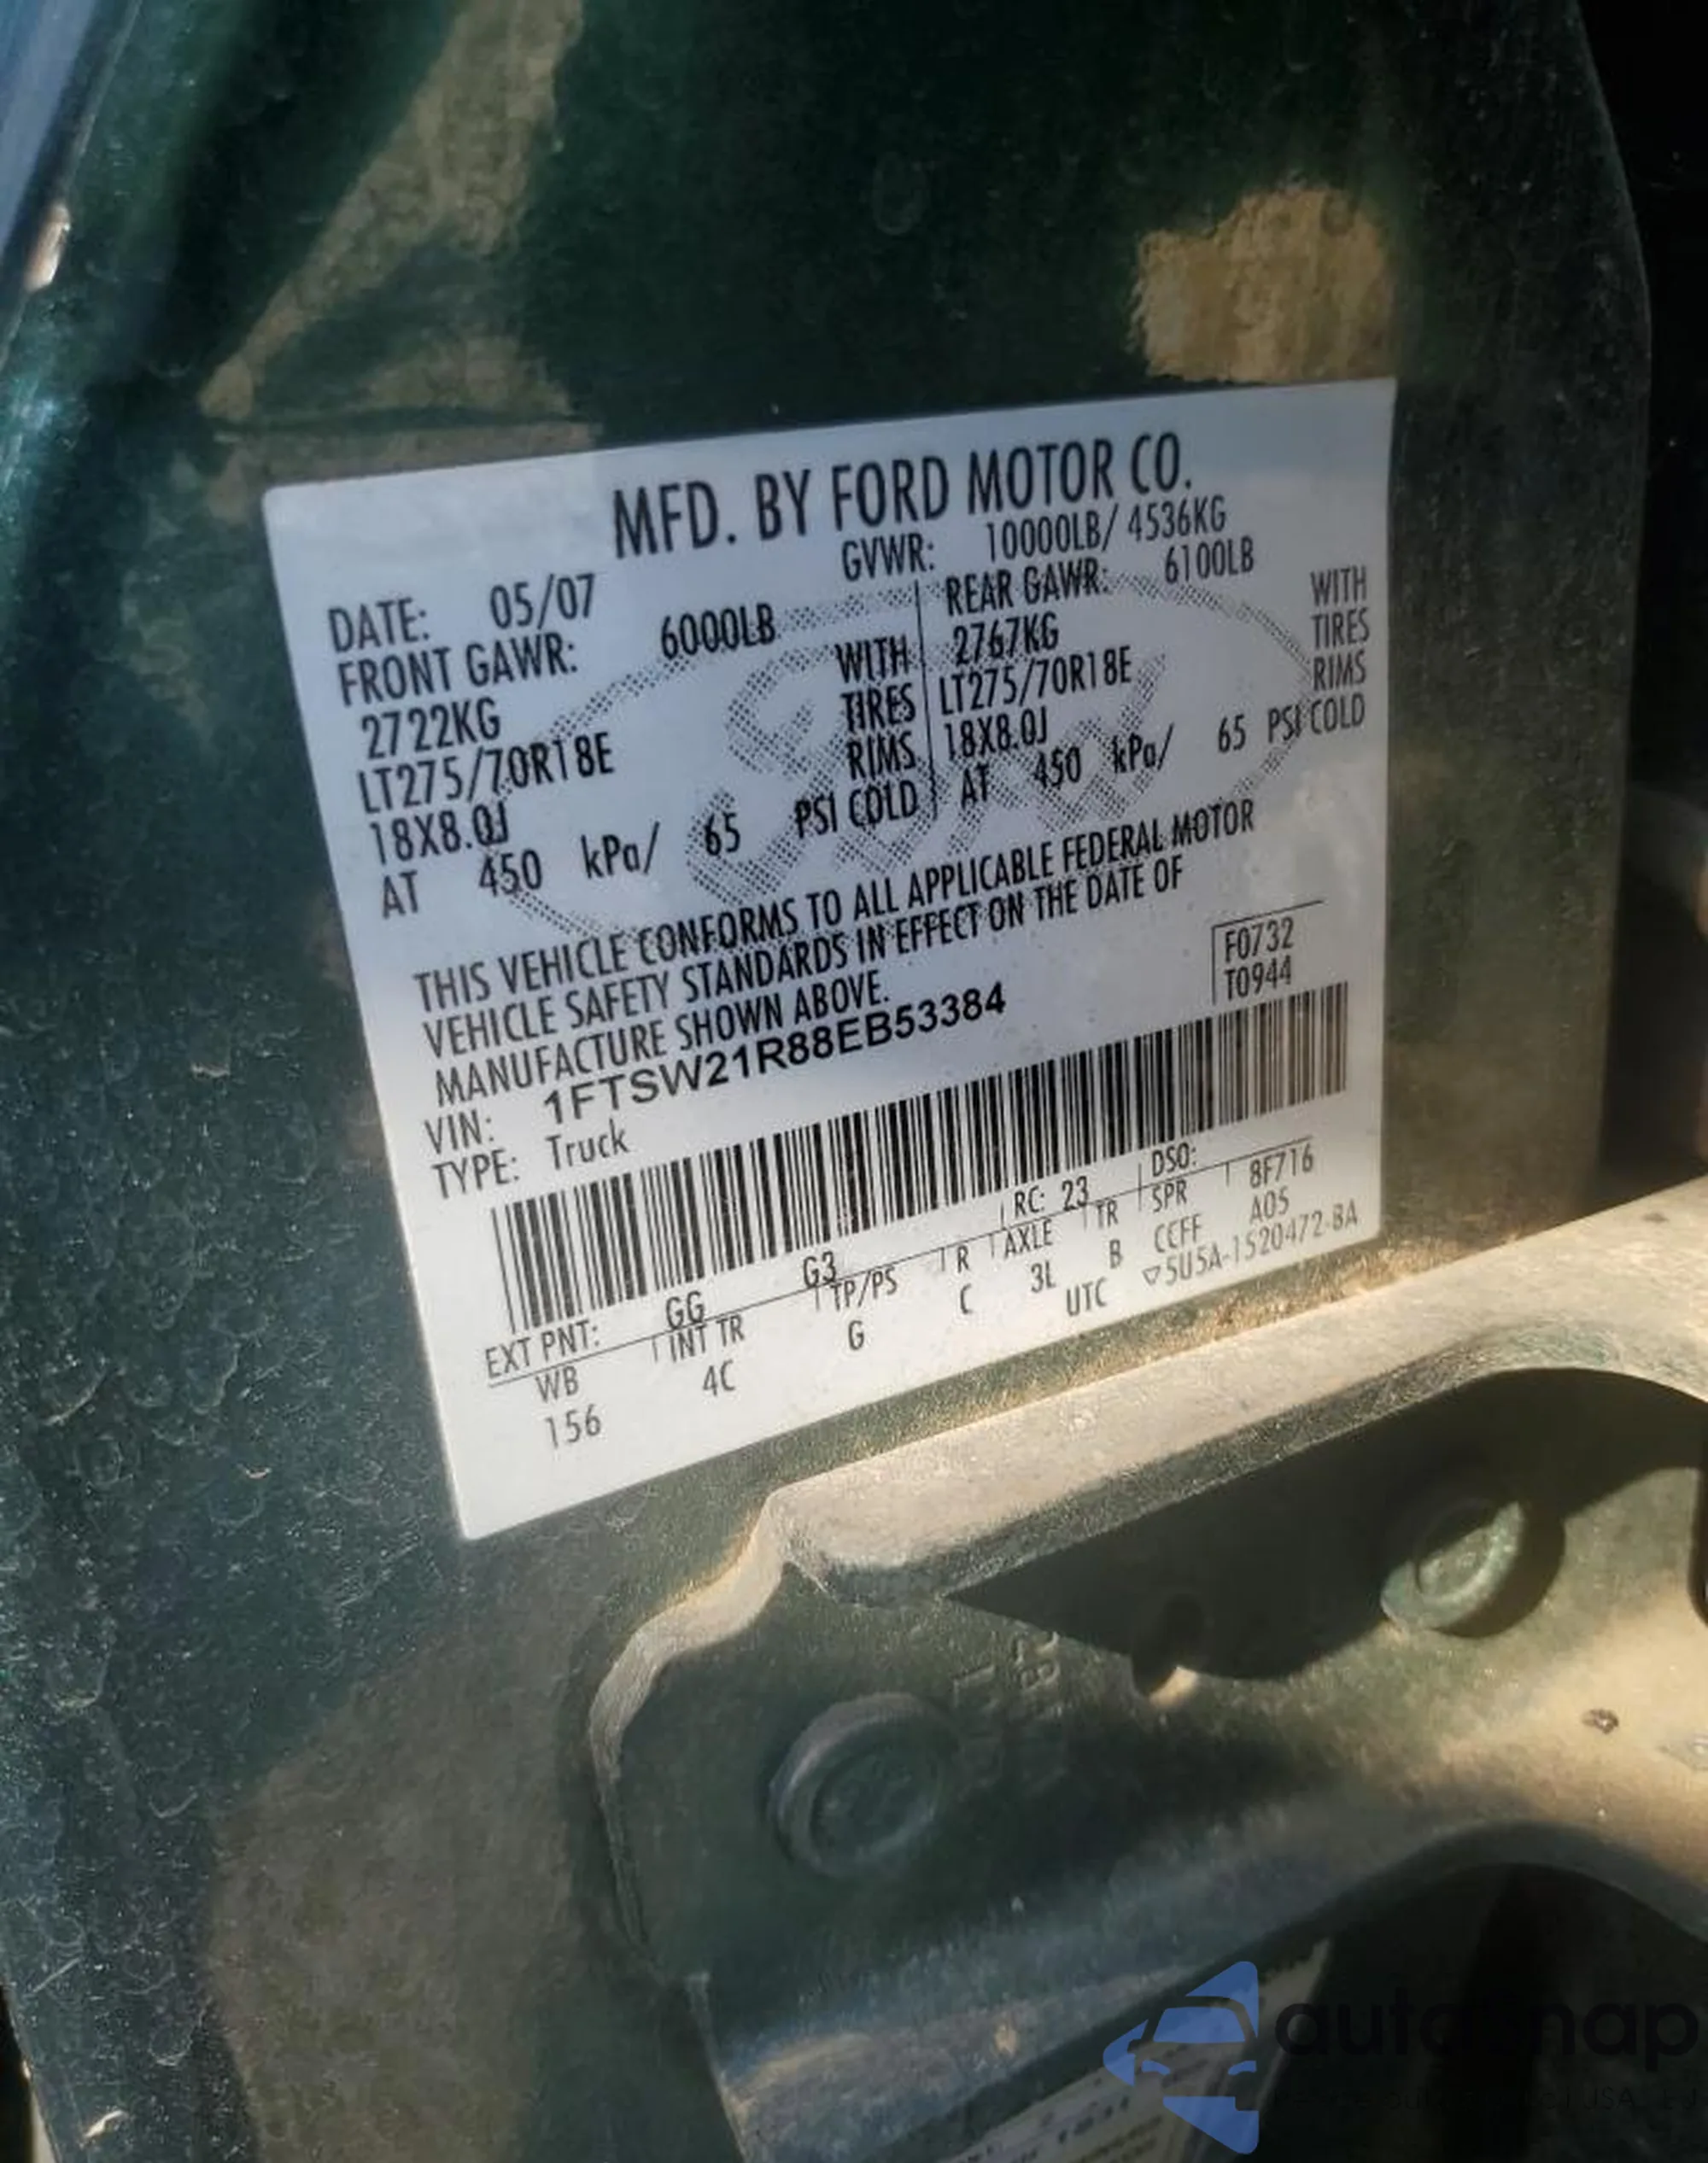 MFD. BY FORD MOTOR CO.
DATE: 05/07 GVWR: 10000LB/ 4536KG
FRONT GAWR: 6000LB REAR GAWR: 6100LB
2722KG WITH 2767KG WITH
LT275/70R18E TIRES LT275/70R18E TIRES
18X8.0J RIMS 18X8.0J RIMS
AT 450 kPa/ 65 PSI COLD AT 450 kPa/ 65 PSI COLD
THIS VEHICLE CONFORMS TO ALL APPLICABLE FEDERAL MOTOR
VEHICLE SAFETY STANDARDS IN EFFECT ON THE DATE OF
MANUFACTURE SHOWN ABOVE.
F0732
T0944
VIN: 1FTSW21R88EB53384
TYPE: Truck
EXT PNT: GG G3 RC: 23 DSO:
WB INT TR TP/PS R AXLE TR SPR 8F716
156 4C G C 3L B CCFF A05
UTC ▽5U5A-1520472-BA